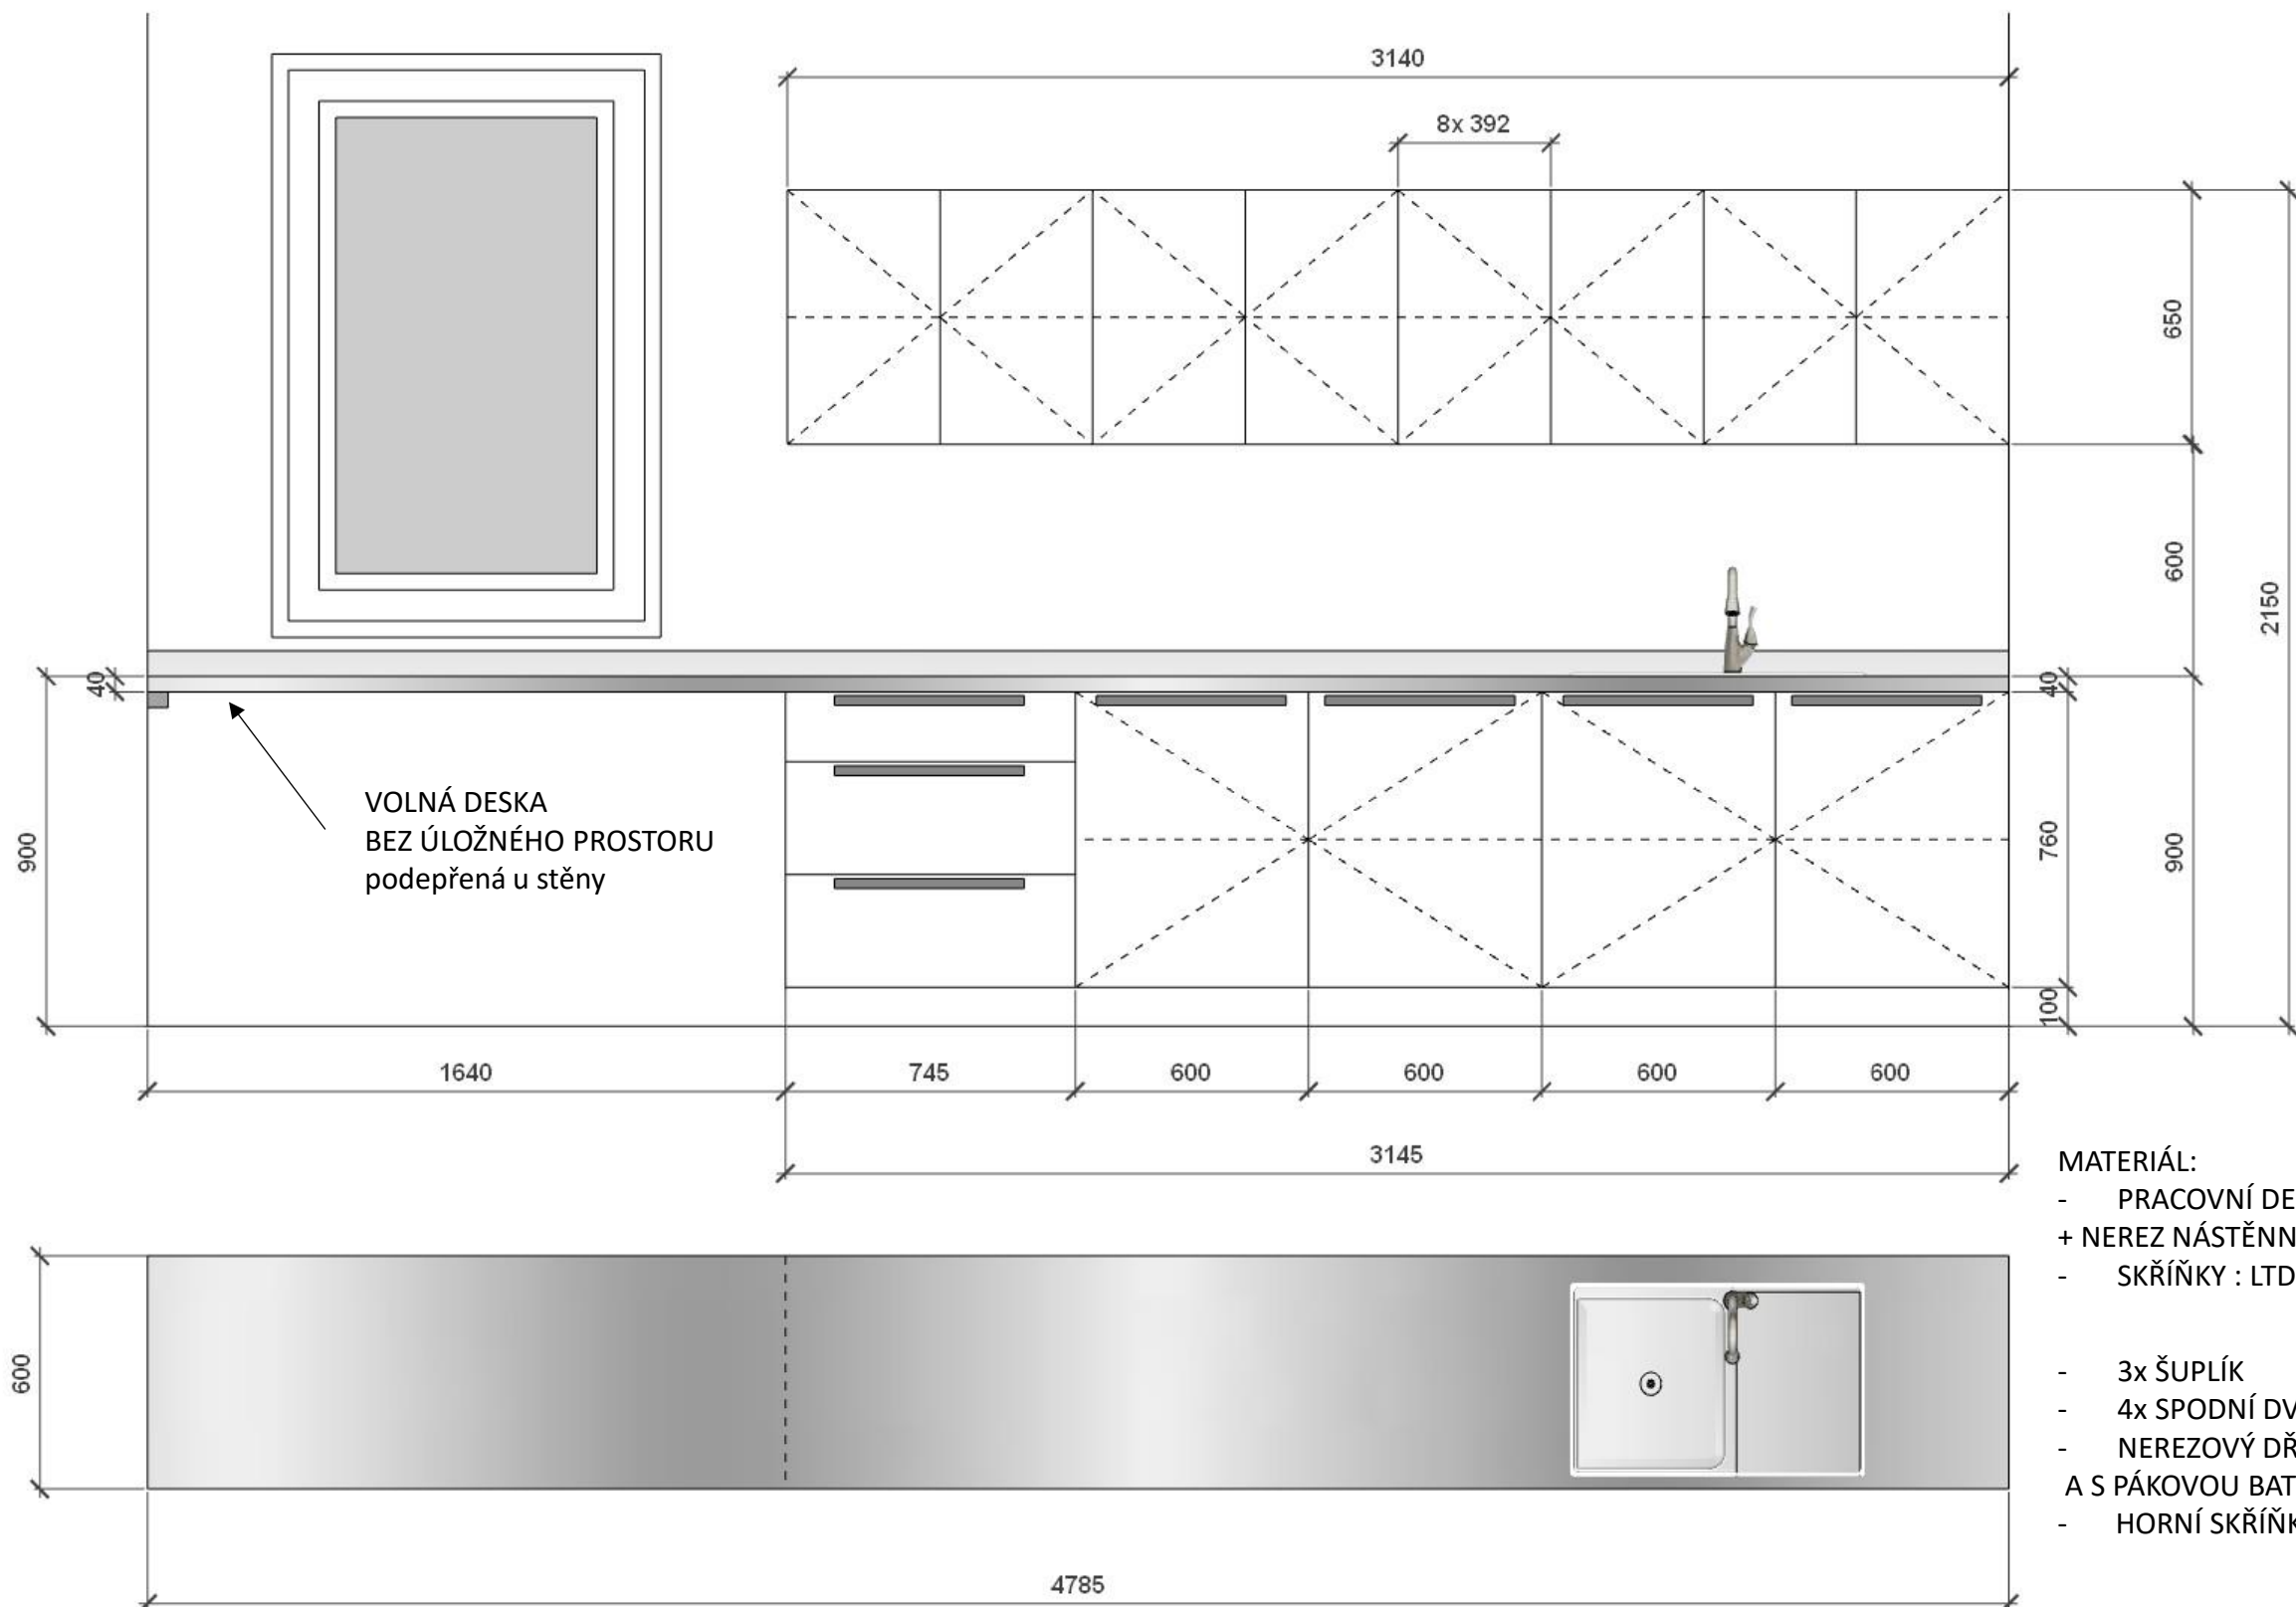 3140
8x 392
650
600
2150
40
40
VOLNÁ DESKA
BEZ ÚLOŽNÉHO PROSTORU
podepřená u stěny
900
760
900
100
1640
745
600
600
600
600
3145
MATERIÁL:
- PRACOVNÍ DE
+ NEREZ NÁSTĚNN
- SKŘÍŇKY : LTD
600
- 3x ŠUPLÍK
- 4x SPODNÍ DV
- NEREZOVÝ DŘ
A S PÁKOVOU BAT
- HORNÍ SKŘÍŇK
4785